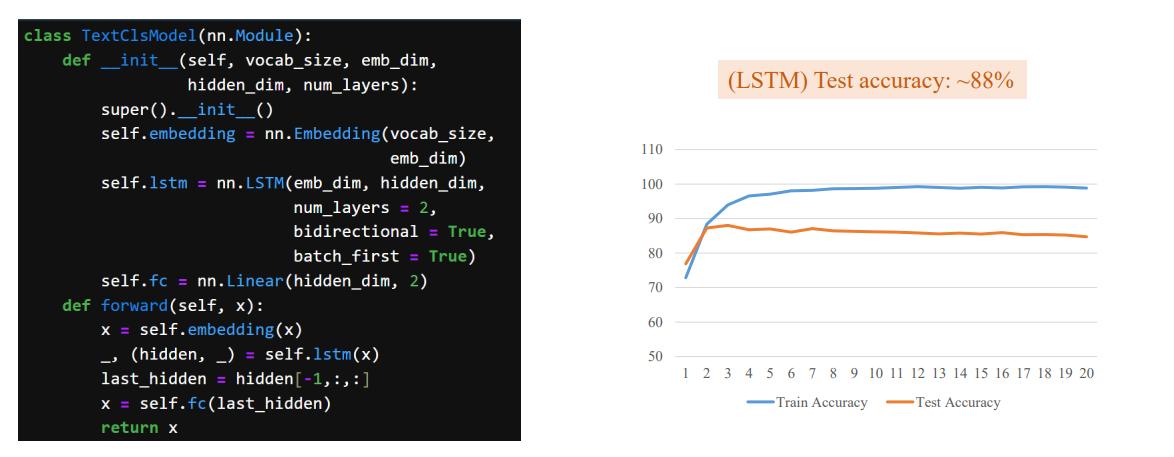 class TextClsModel(nn.Module):
    def __init__(self, vocab_size, emb_dim,
                 hidden_dim, num_layers):
        super().__init__()
        self.embedding = nn.Embedding(vocab_size,
                                      emb_dim)
        self.lstm = nn.LSTM(emb_dim, hidden_dim,
                            num_layers = 2,
                            bidirectional = True,
                            batch_first = True)
        self.fc = nn.Linear(hidden_dim, 2)
    def forward(self, x):
        x = self.embedding(x)
        _, (hidden, _) = self.lstm(x)
        last_hidden = hidden[-1,:,:]
        x = self.fc(last_hidden)
        return x
(LSTM) Test accuracy: ~88%
110
100
90
80
70
60
50
1 2 3 4 5 6 7 8 9 10 11 12 13 14 15 16 17 18 19 20
Train Accuracy Test Accuracy